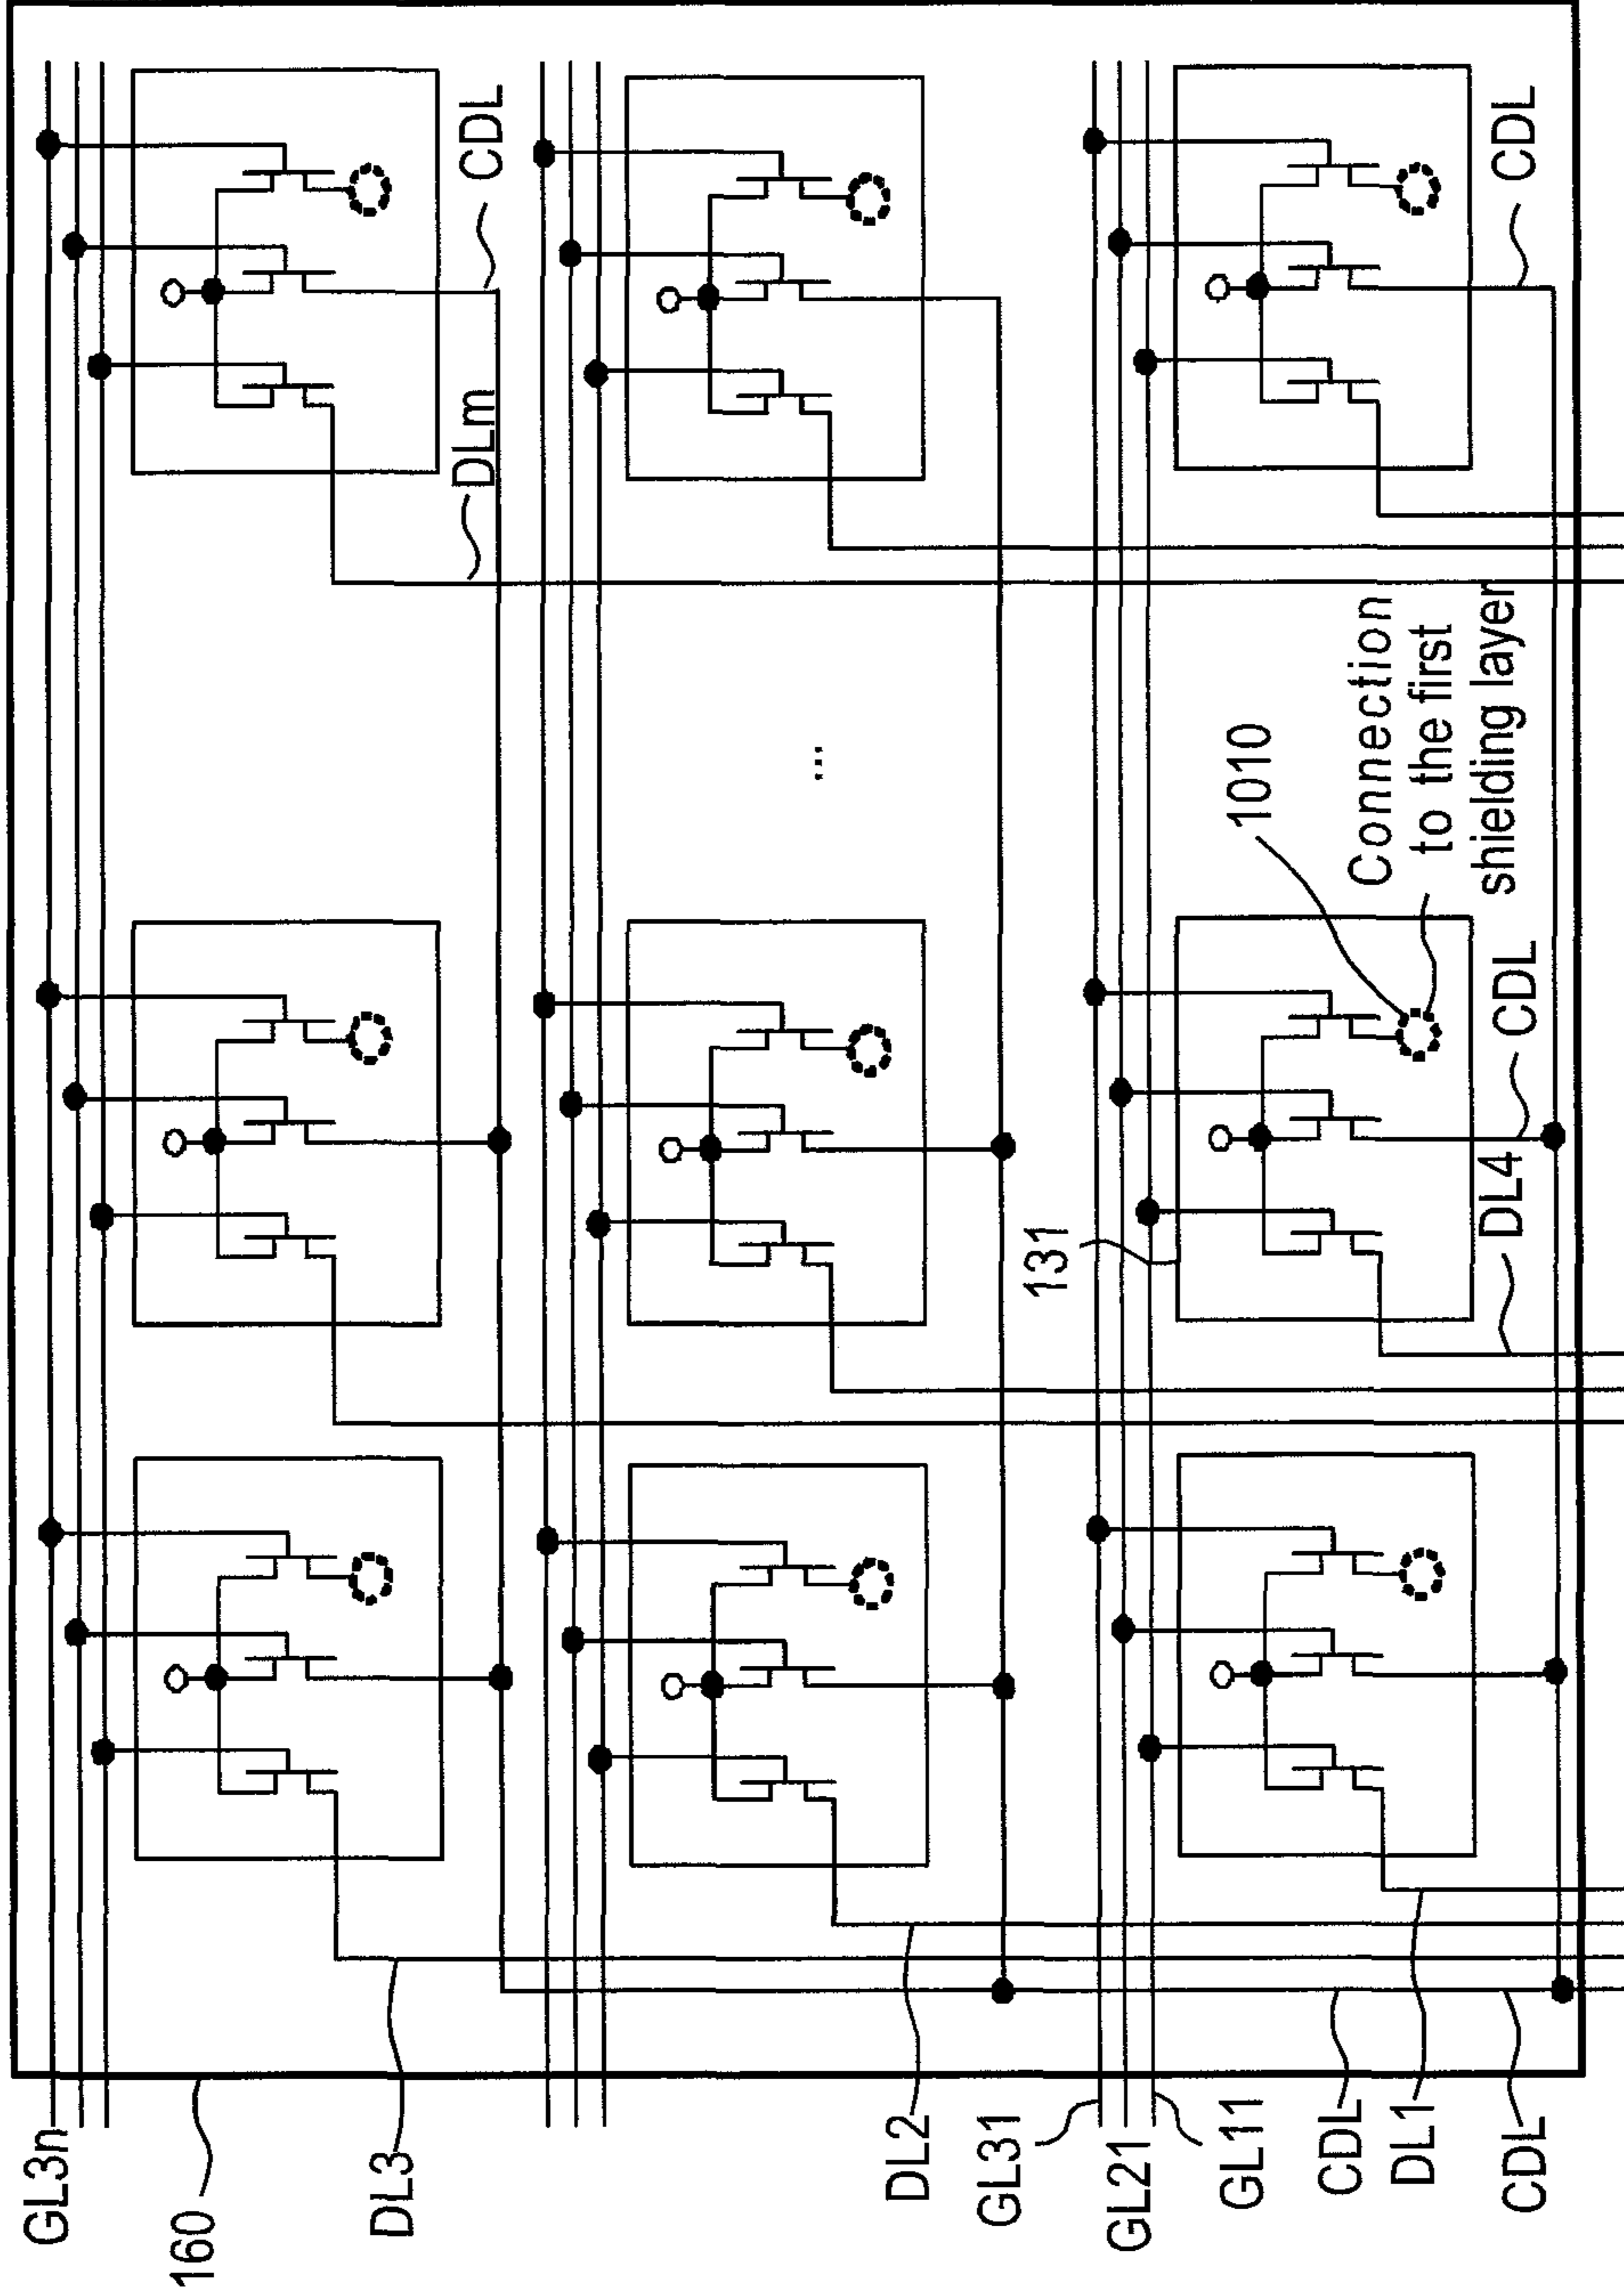 GL3n
160
DL3
DL2
GL31
GL21
GL11
CDL
DL1
CDL
DLm
CDL
131
1010
Connection
to the first
shielding layer
DL4
CDL
CDL
...